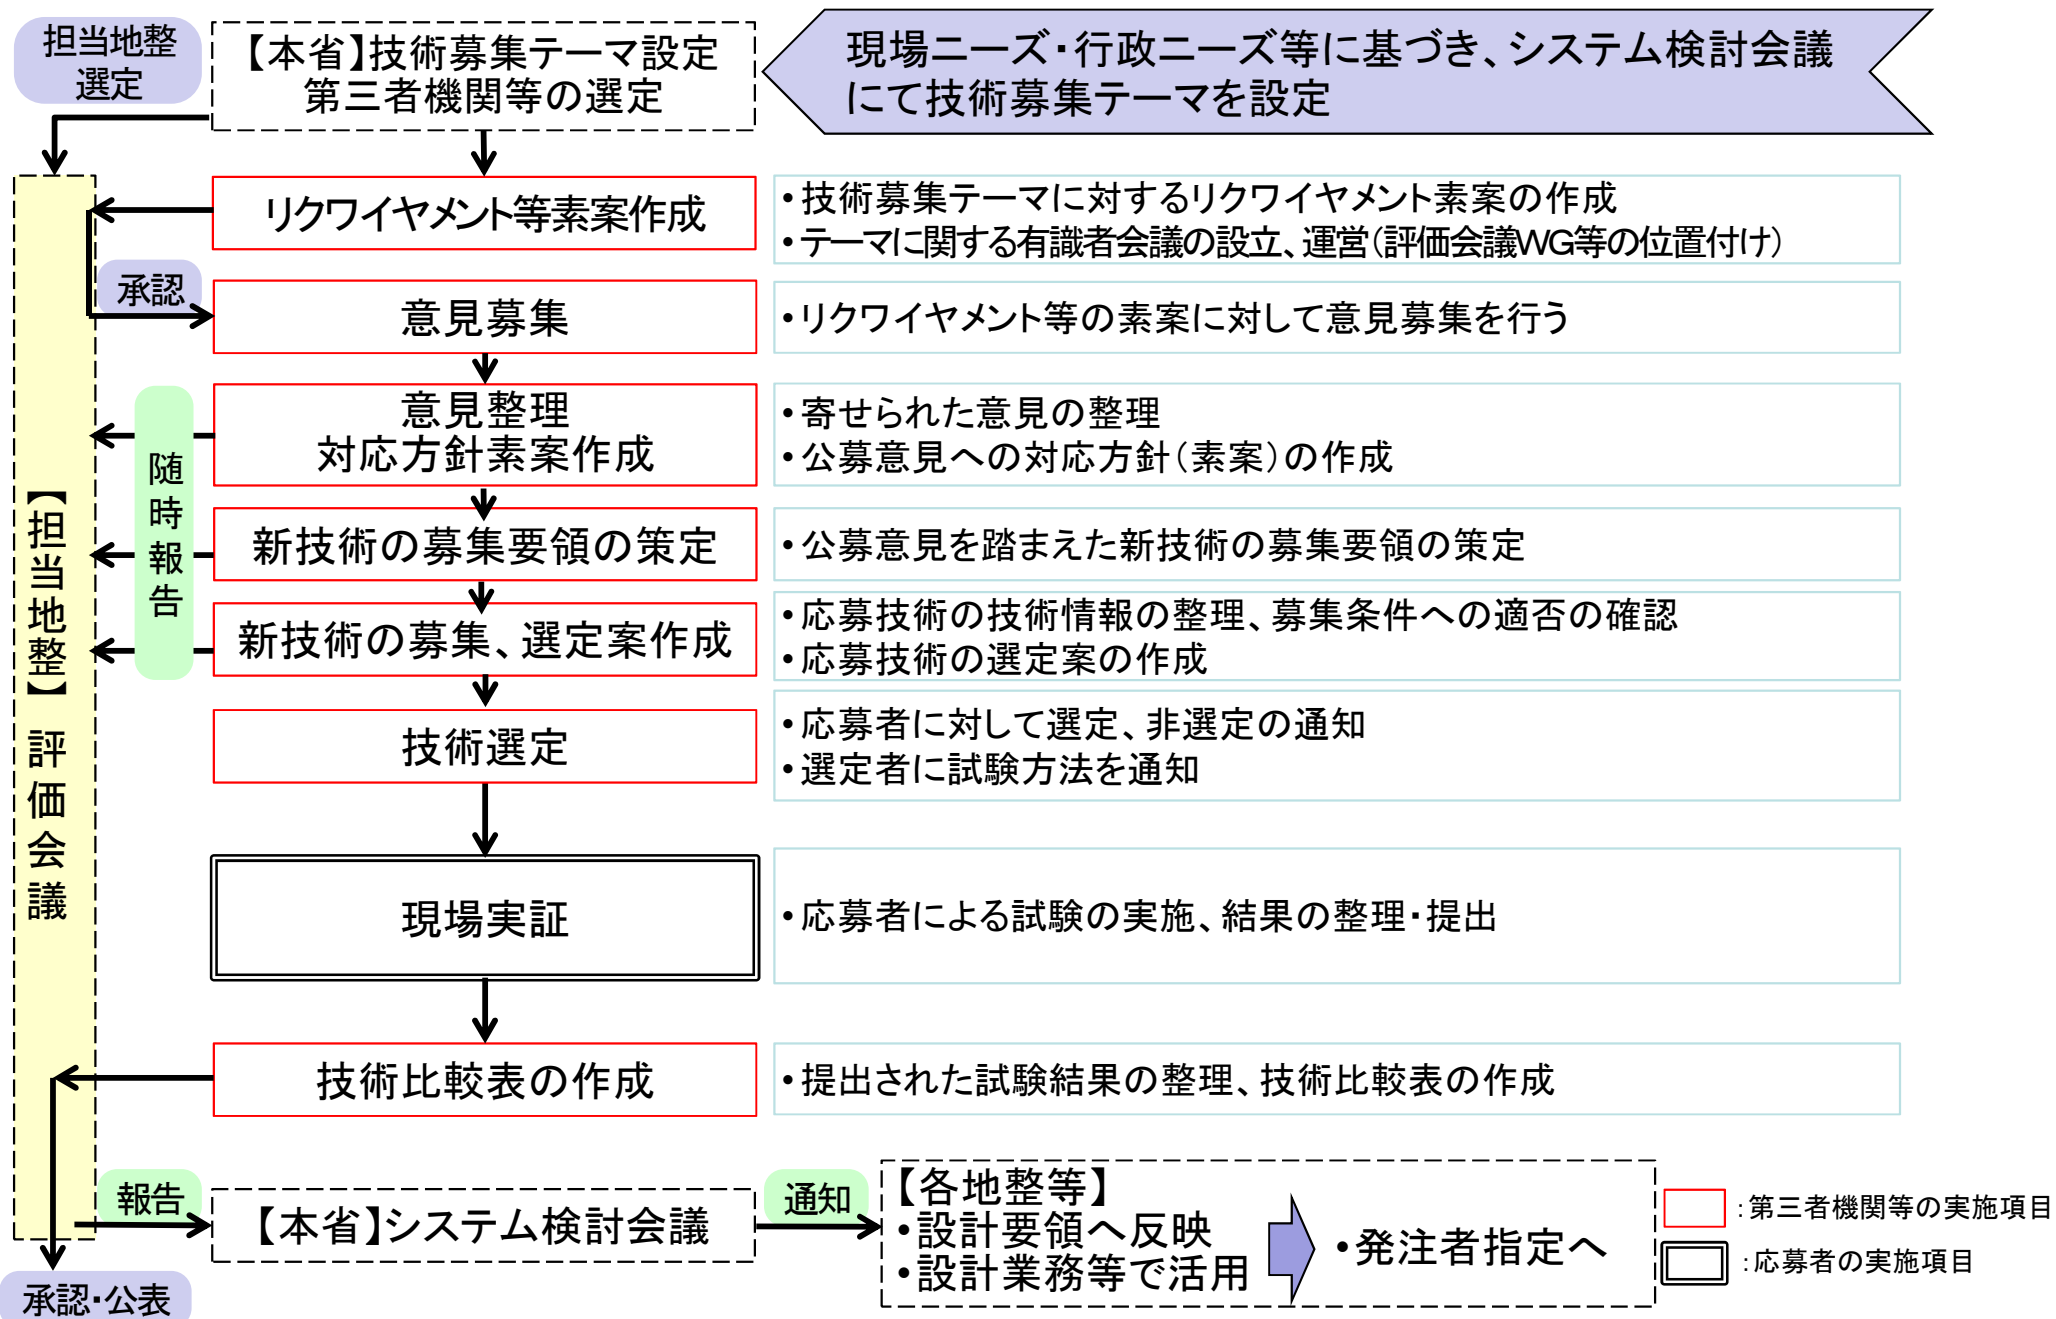 担当地整
選定
【本省】技術募集テーマ設定
第三者機関等の選定
現場ニーズ・行政ニーズ等に基づき、システム検討会議
にて技術募集テーマを設定
リクワイヤメント等素案作成
・技術募集テーマに対するリクワイヤメント素案の作成
・テーマに関する有識者会議の設立、運営（評価会議WG等の位置付け）
承認
意見募集
・リクワイヤメント等の素案に対して意見募集を行う
随時報告
意見整理
対応方針素案作成
・寄せられた意見の整理
・公募意見への対応方針（素案）の作成
【担当地整】評価会議
新技術の募集要領の策定
・公募意見を踏まえた新技術の募集要領の策定
新技術の募集、選定案作成
・応募技術の技術情報の整理、募集条件への適否の確認
・応募技術の選定案の作成
技術選定
・応募者に対して選定、非選定の通知
・選定者に試験方法を通知
現場実証
・応募者による試験の実施、結果の整理・提出
技術比較表の作成
・提出された試験結果の整理、技術比較表の作成
報告
【本省】システム検討会議
通知
【各地整等】
・設計要領へ反映
・設計業務等で活用
・発注者指定へ
：第三者機関等の実施項目
：応募者の実施項目
承認・公表